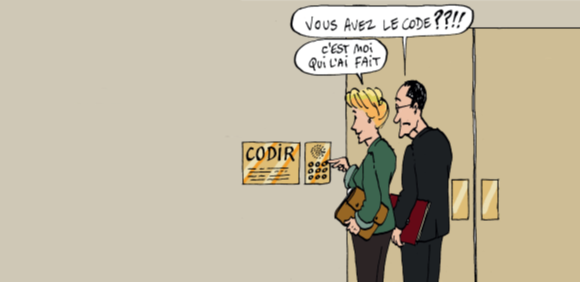 VOUS AVEZ LE CODE ??!!
C'EST MOI
QUI L'AI FAIT
CODIR